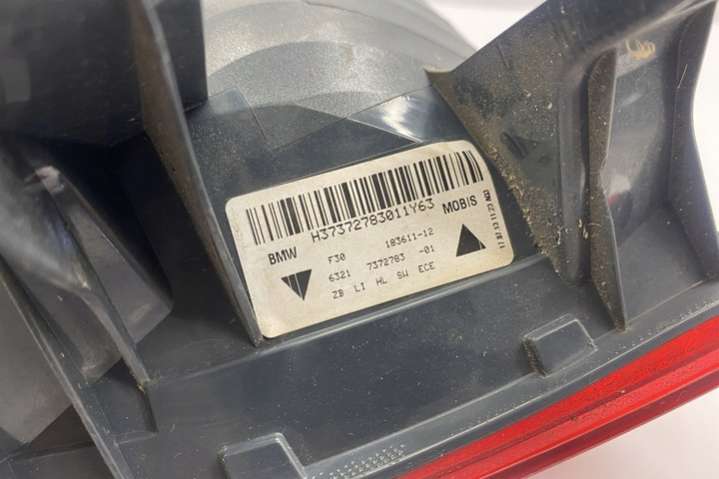 H37372783011Y63
BMW MOBIS
F30 183611-12
6321 7372783 -01
ZB LI HL SW ECE